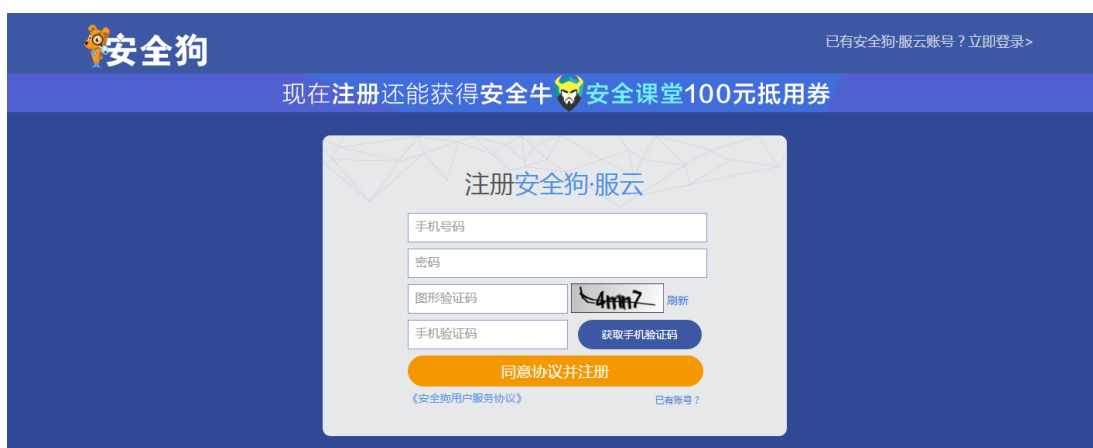 安全狗
已有安全狗·服云账号？立即登录>
现在注册还能获得安全牛安全课堂100元抵用券
注册安全狗·服云
手机号码
密码
图形验证码
4mn7
刷新
手机验证码
获取手机验证码
同意协议并注册
《安全狗用户服务协议》
已有账号？